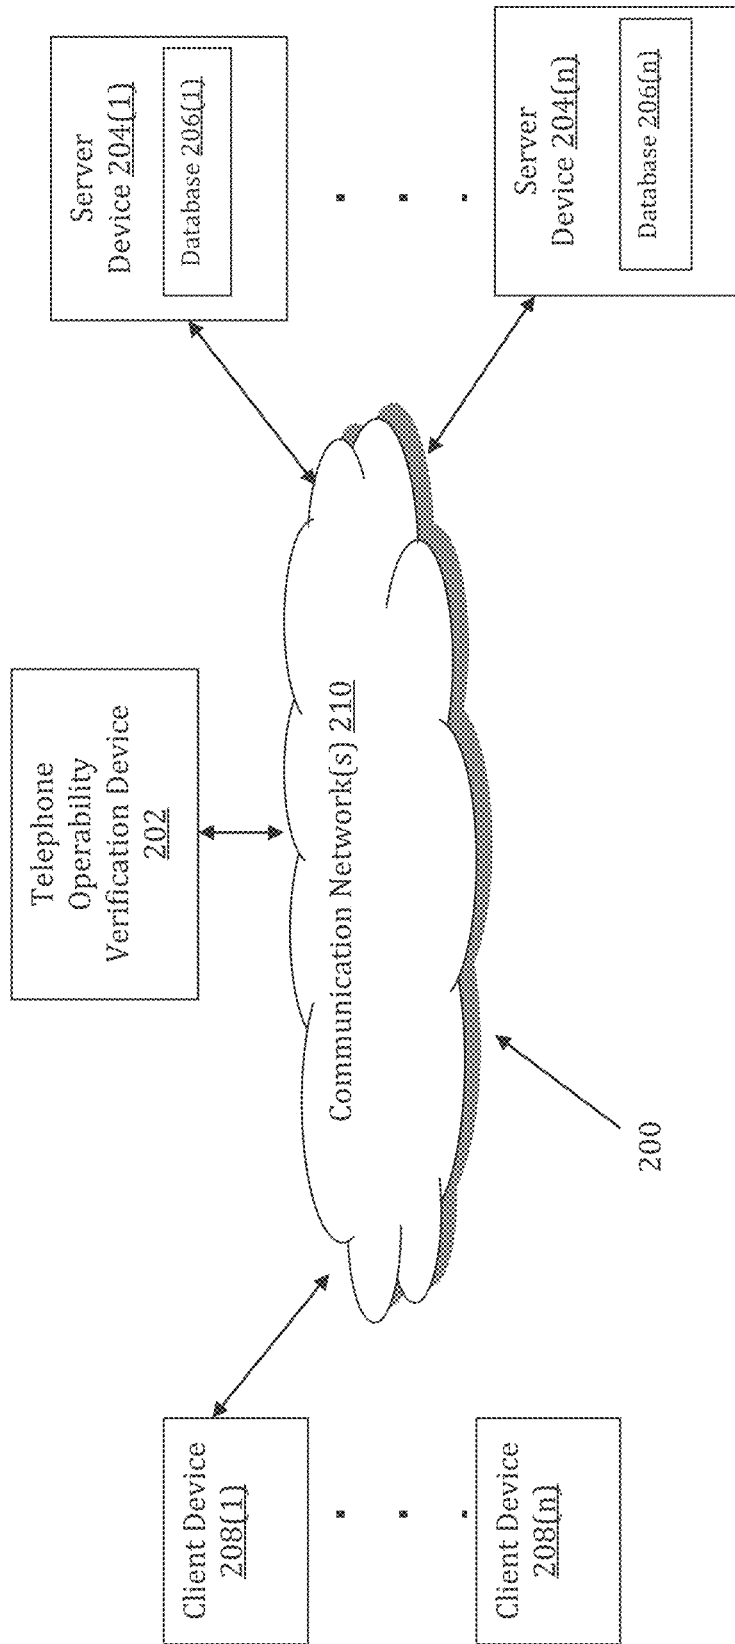 Telephone
Operability
Verification Device
202
Client Device
208(1)
Client Device
208(n)
Communication Network(s) 210
200
Server
Device 204(1)
Database 206(1)
Server
Device 204(n)
Database 206(n)